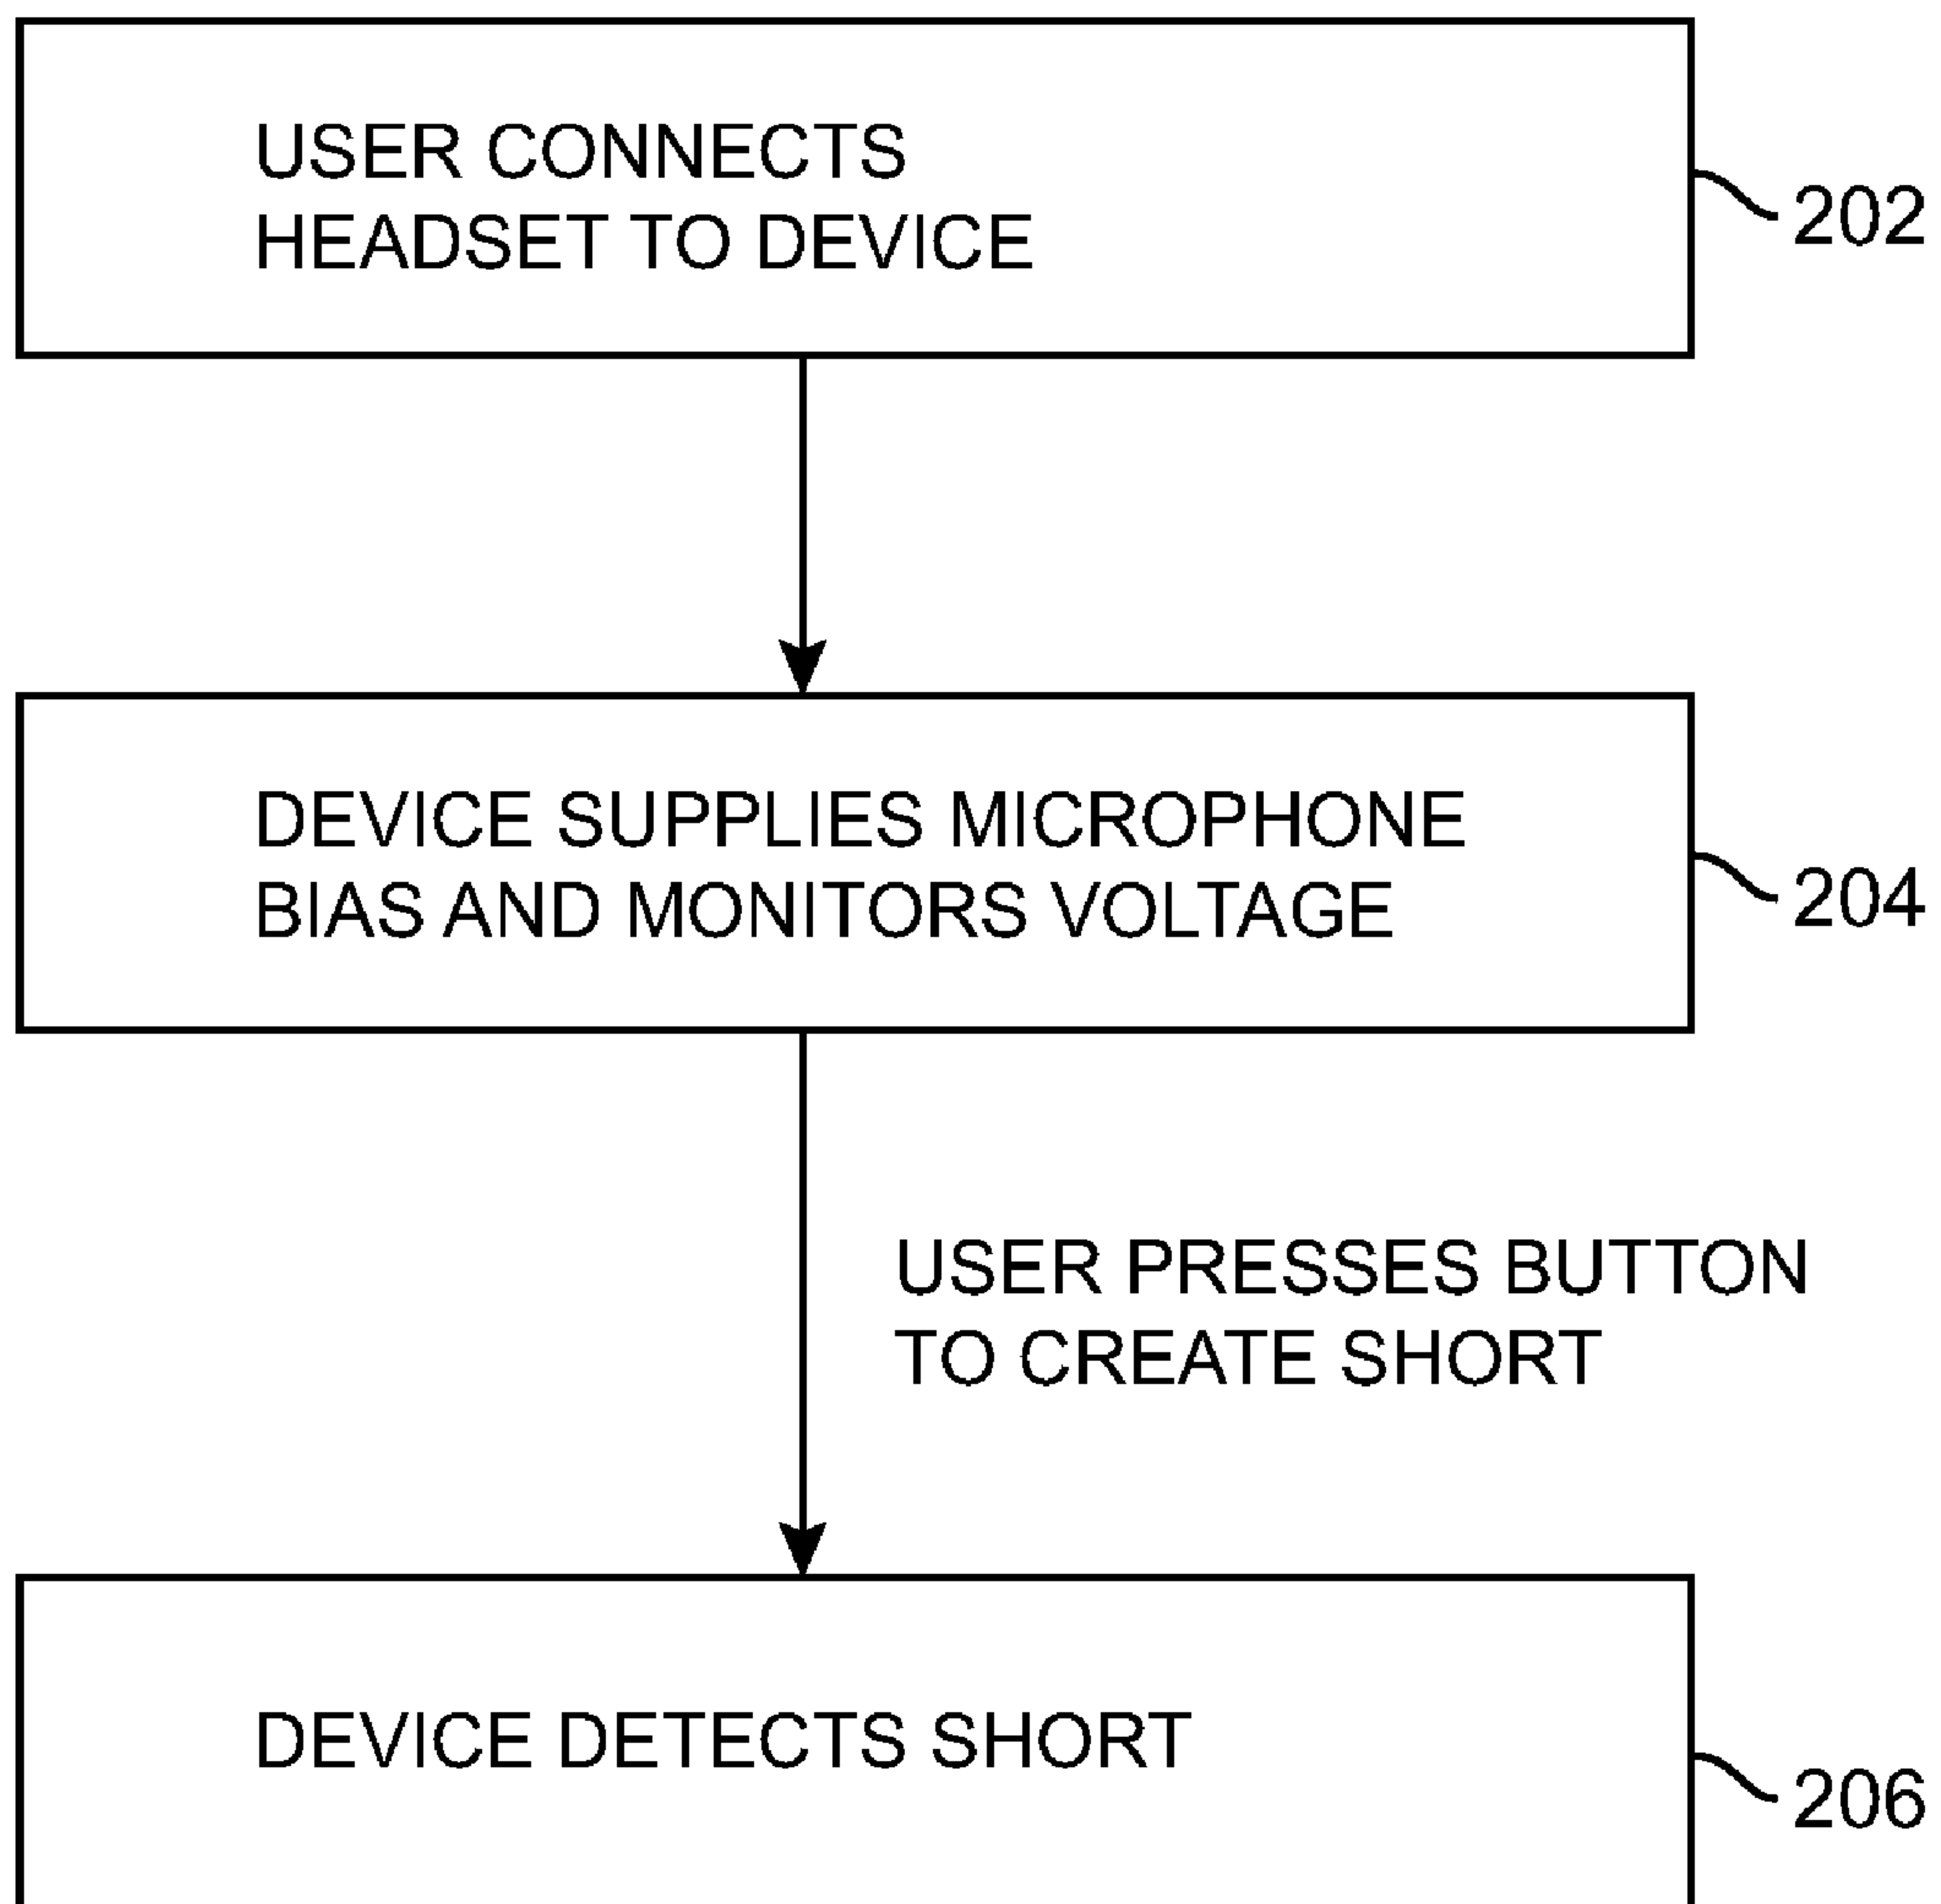 USER CONNECTS
HEADSET TO DEVICE
202
DEVICE SUPPLIES MICROPHONE
BIAS AND MONITORS VOLTAGE
204
USER PRESSES BUTTON
TO CREATE SHORT
DEVICE DETECTS SHORT
206